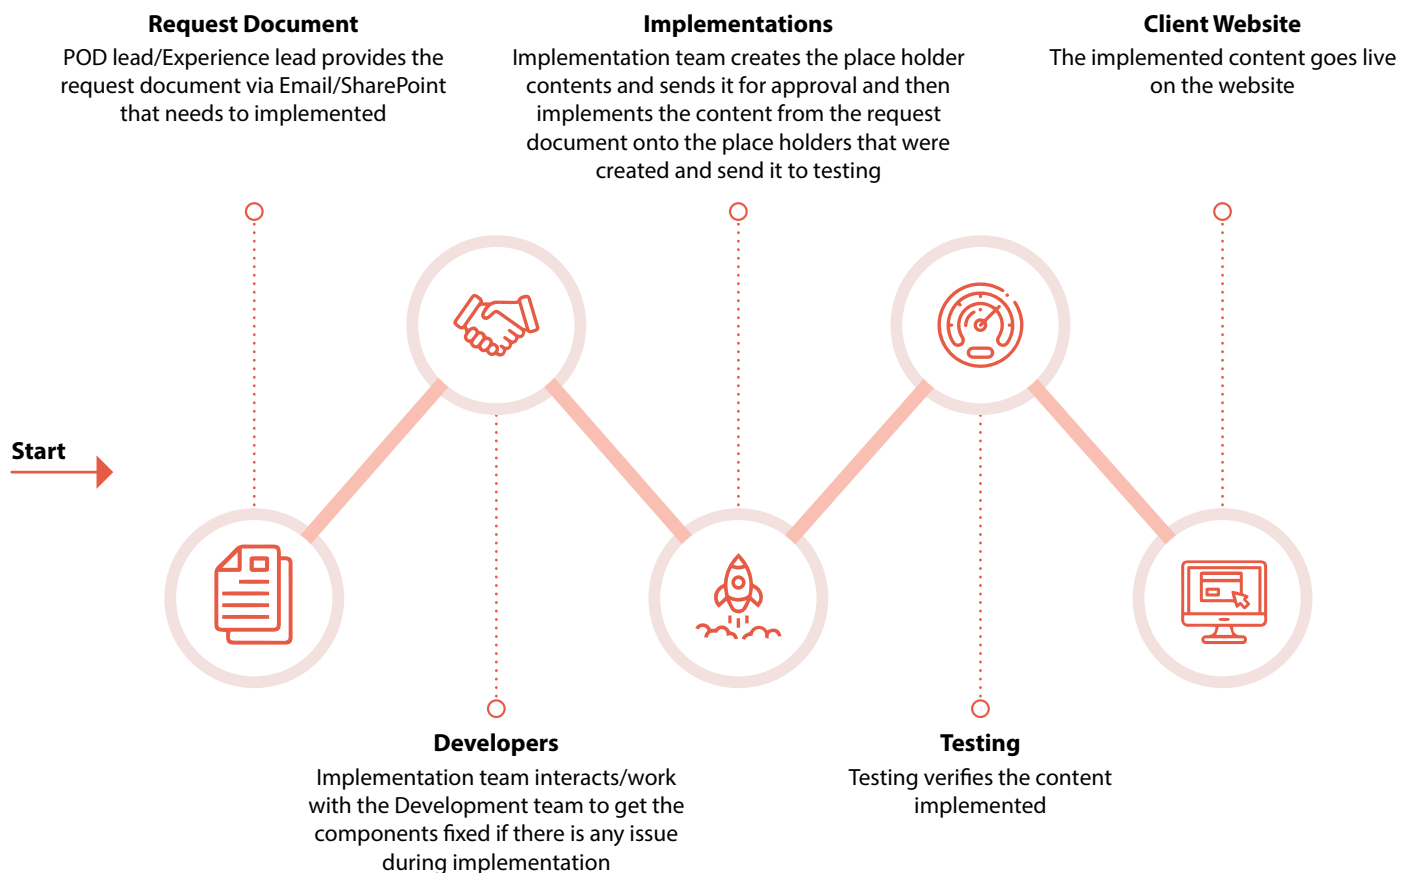 Request Document
POD lead/Experience lead provides the
request document via Email/SharePoint
that needs to implemented
Implementations
Implementation team creates the place holder
contents and sends it for approval and then
implements the content from the request
document onto the place holders that were
created and send it to testing
Client Website
The implemented content goes live
on the website
Start
Developers
Implementation team interacts/work
with the Development team to get the
components fixed if there is any issue
during implementation
Testing
Testing verifies the content
implemented